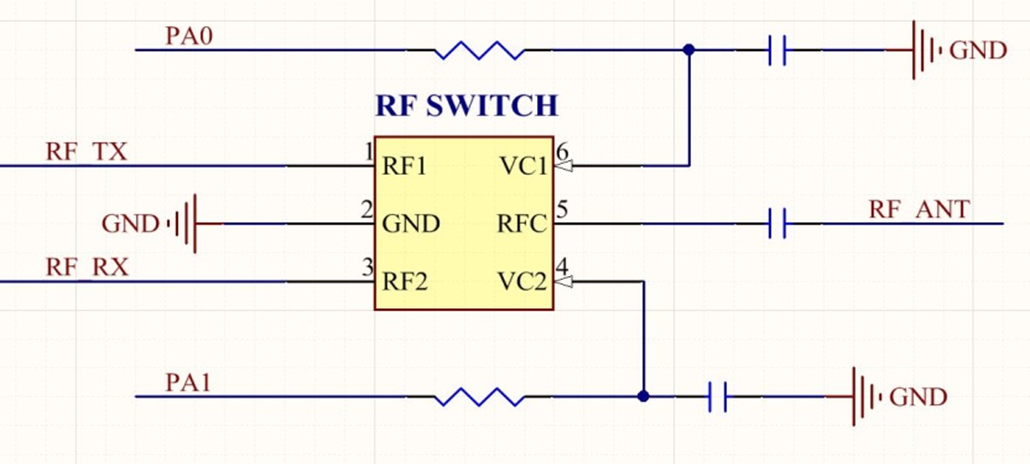 PA0
GND
RF SWITCH
RF_TX
1
RF1
VC1
6
GND
2
GND
RFC
5
RF_ANT
RF_RX
3
RF2
VC2
4
PA1
GND